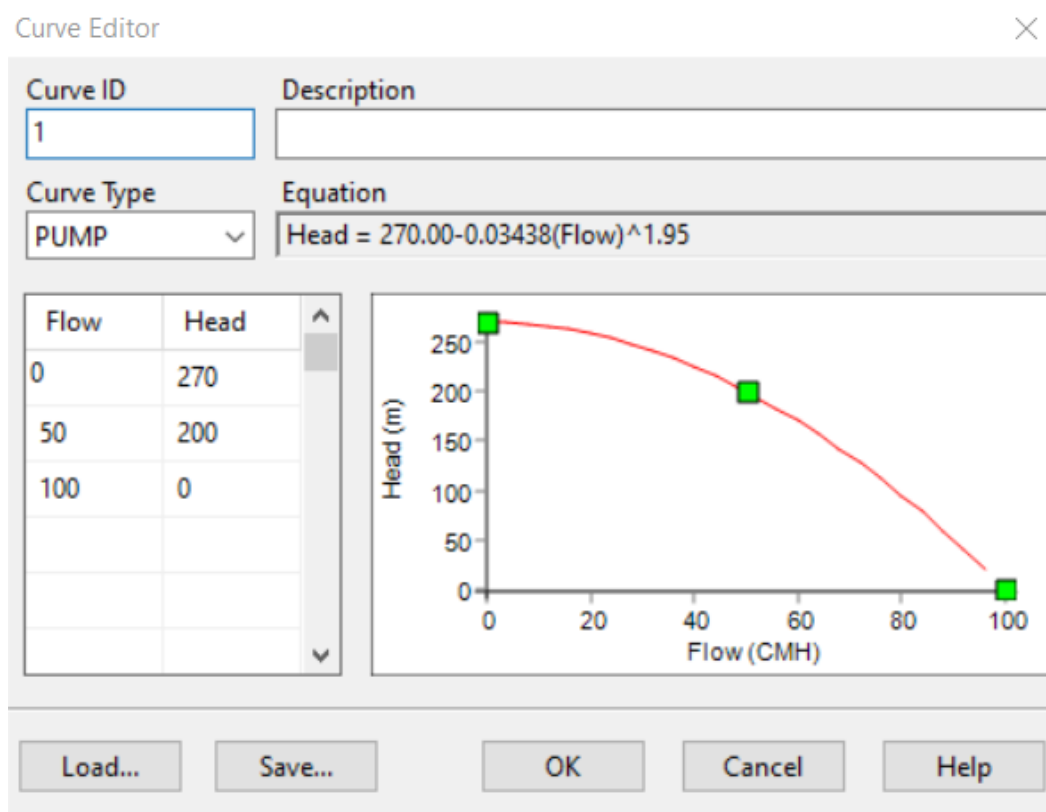 Curve Editor
Curve ID Description
1
Curve Type Equation
PUMP Head = 270.00-0.03438(Flow)^1.95
Flow Head
0 270
50 200
100 0
250
200
150
100
50
0
Head (m)
0 20 40 60 80 100
Flow (CMH)
Load... Save... OK Cancel Help